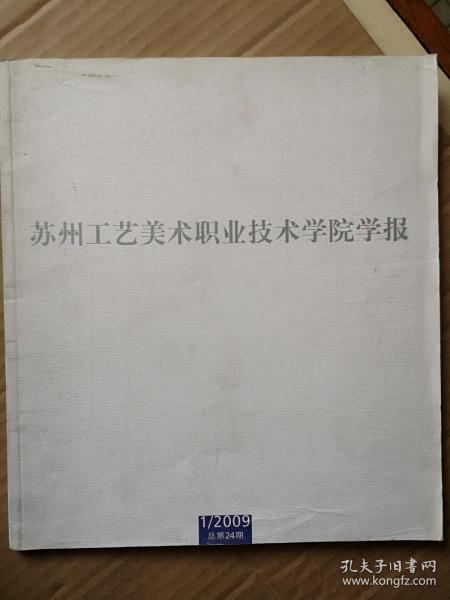 苏州工艺美术职业技术学院学报
1/2009
总第24期
孔夫子旧书网
www.kongfz.com